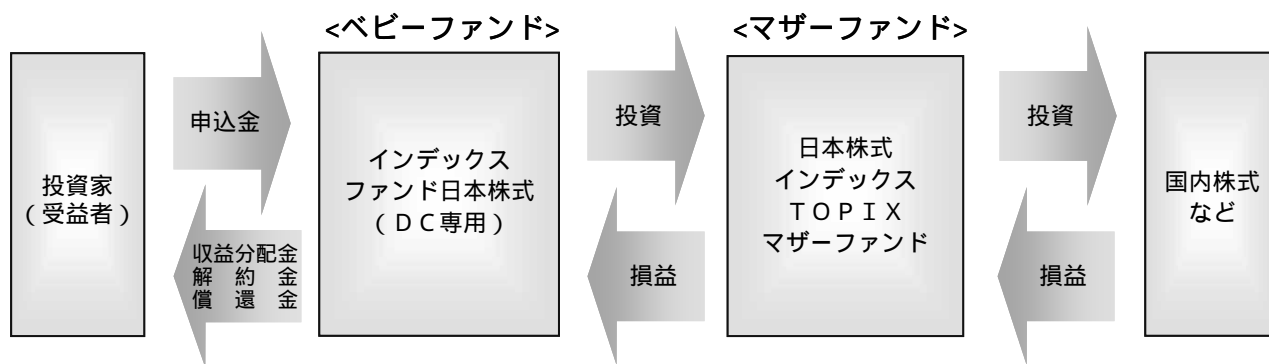 <ベビーファンド>
<マザーファンド>
投資家
（受益者）
申込金
収益分配金
解　約　金
償　還　金
インデックス
ファンド日本株式
（ＤＣ専用）
投資
損益
日本株式
インデックス
ＴＯＰＩＸ
マザーファンド
投資
損益
国内株式
など